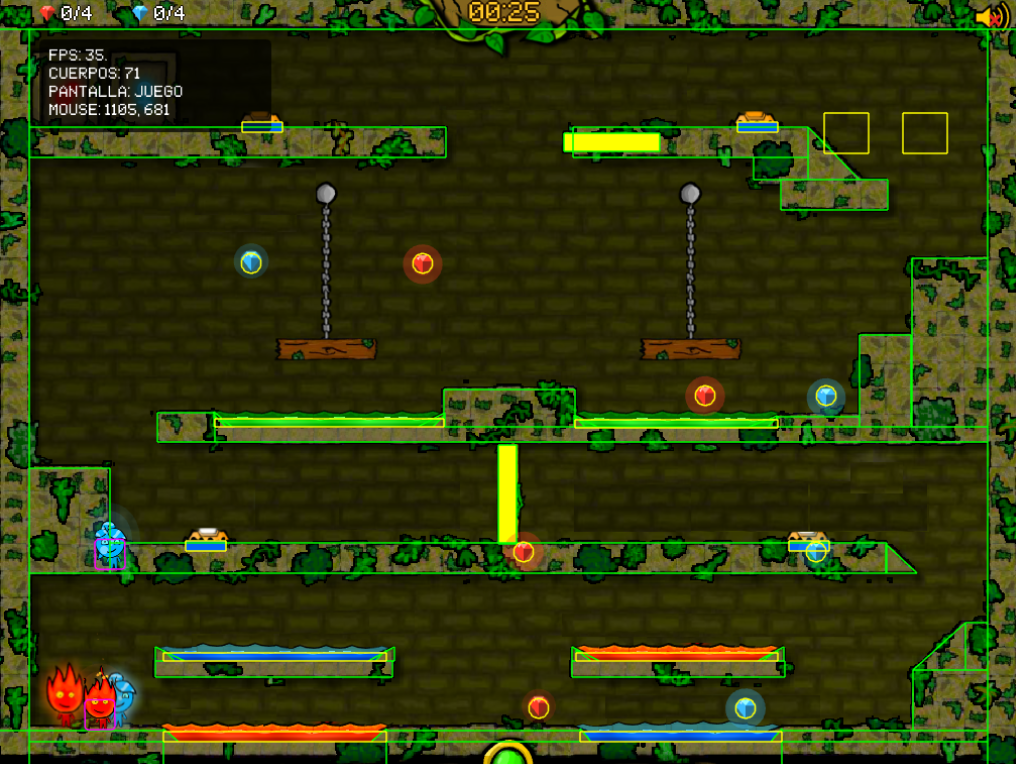 0/4 0/4 00:25
FPS: 35.
CUERPOS: 71
PANTALLA: JUEGO
MOUSE: 1105, 681